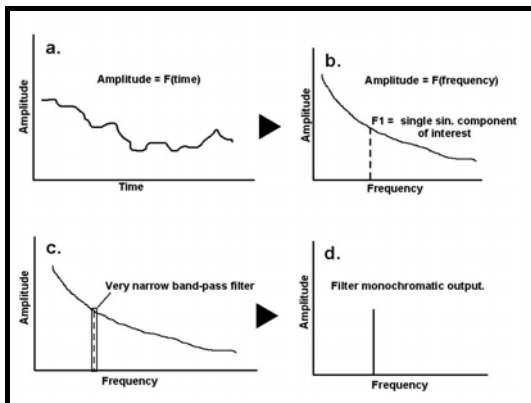 a.
Amplitude = F(time)
Amplitude
Time
b.
Amplitude = F(frequency)
F1 = single sin. component
of interest
Amplitude
Frequency
c.
Very narrow band-pass filter
Amplitude
Frequency
d.
Filter monochromatic output.
Amplitude
Frequency